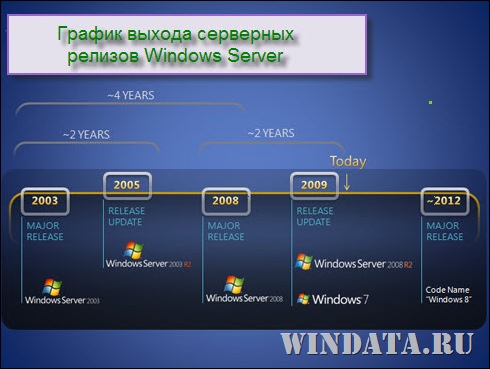 График выхода серверных
релизов Windows Server
~4 YEARS
~2 YEARS
~2 YEARS
Today
2003
MAJOR
RELEASE
Windows Server 2003
2005
RELEASE
UPDATE
Windows Server 2003 R2
2008
MAJOR
RELEASE
Windows Server 2008
2009
RELEASE
UPDATE
Windows Server 2008 R2
Windows 7
~2012
MAJOR
RELEASE
Code Name
"Windows 8"
WINDATA.RU